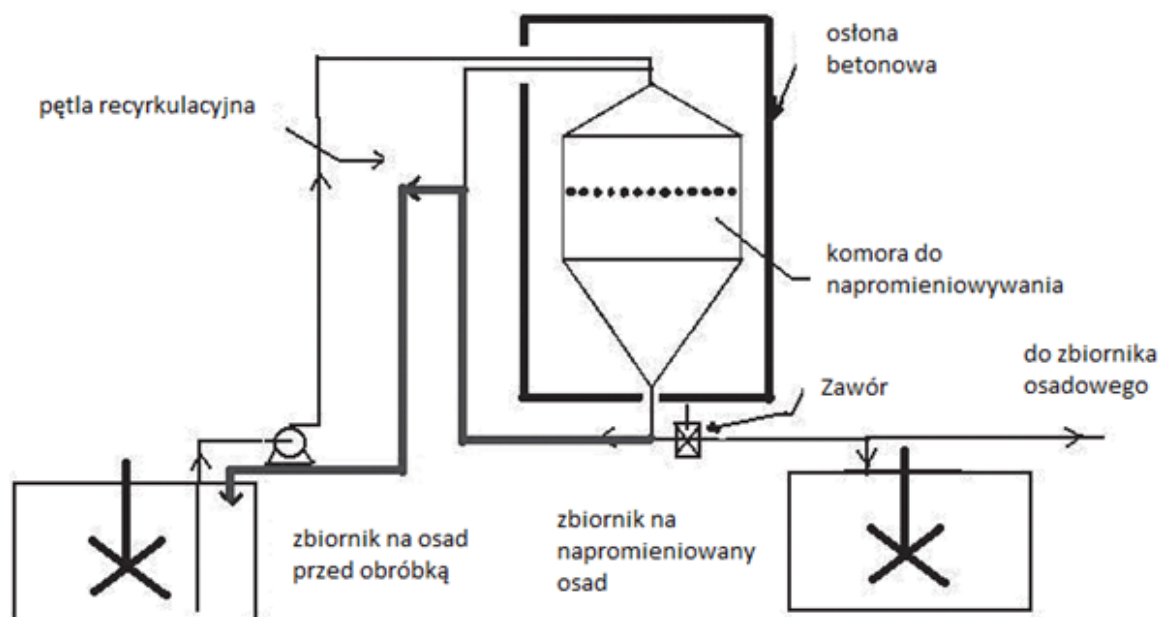 osłona
betonowa
pętla recyrkulacyjna
komora do
napromieniowywania
do zbiornika
osadowego
Zawór
zbiornik na osad
przed obróbką
zbiornik na
napromieniowany
osad